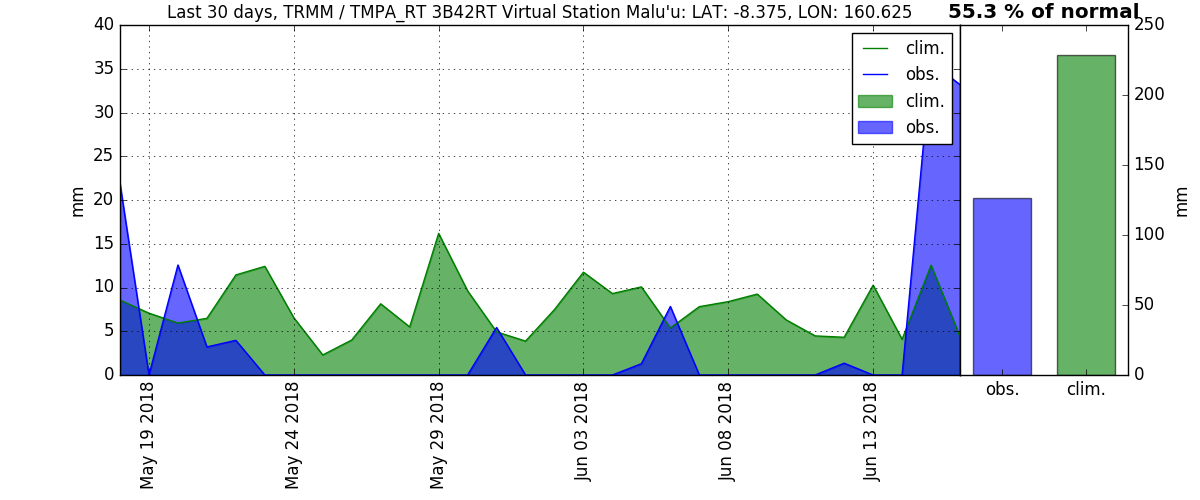 Last 30 days, TRMM / TMPA_RT 3B42RT Virtual Station Malu'u: LAT: -8.375, LON: 160.625
55.3 % of normal
40
35
30
25
20
15
10
5
0
mm
clim.
obs.
clim.
obs.
May 19 2018
May 24 2018
May 29 2018
Jun 03 2018
Jun 08 2018
Jun 13 2018
250
200
150
100
50
0
mm
obs.
clim.